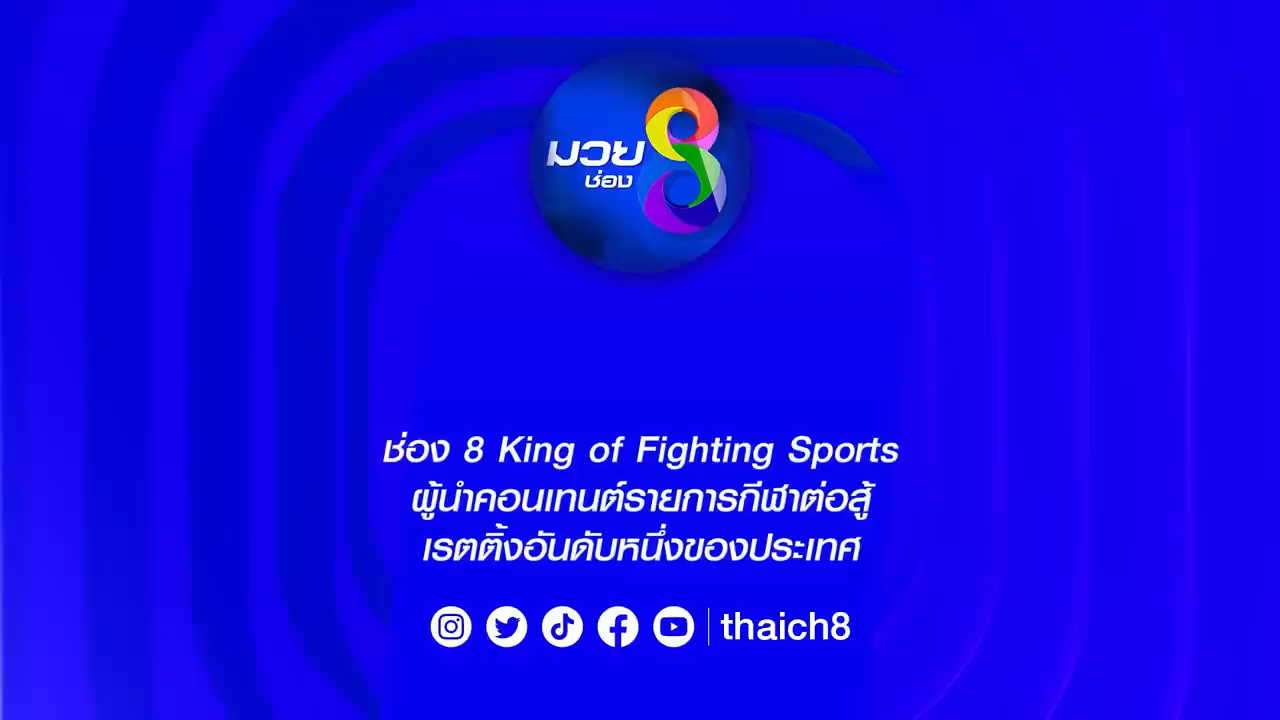 มวย
ช่อง 8
ช่อง 8 King of Fighting Sports
ผู้นำคอนเทนต์รายการกีฬาต่อสู้
เรตติ้งอันดับหนึ่งของประเทศ
thaich8